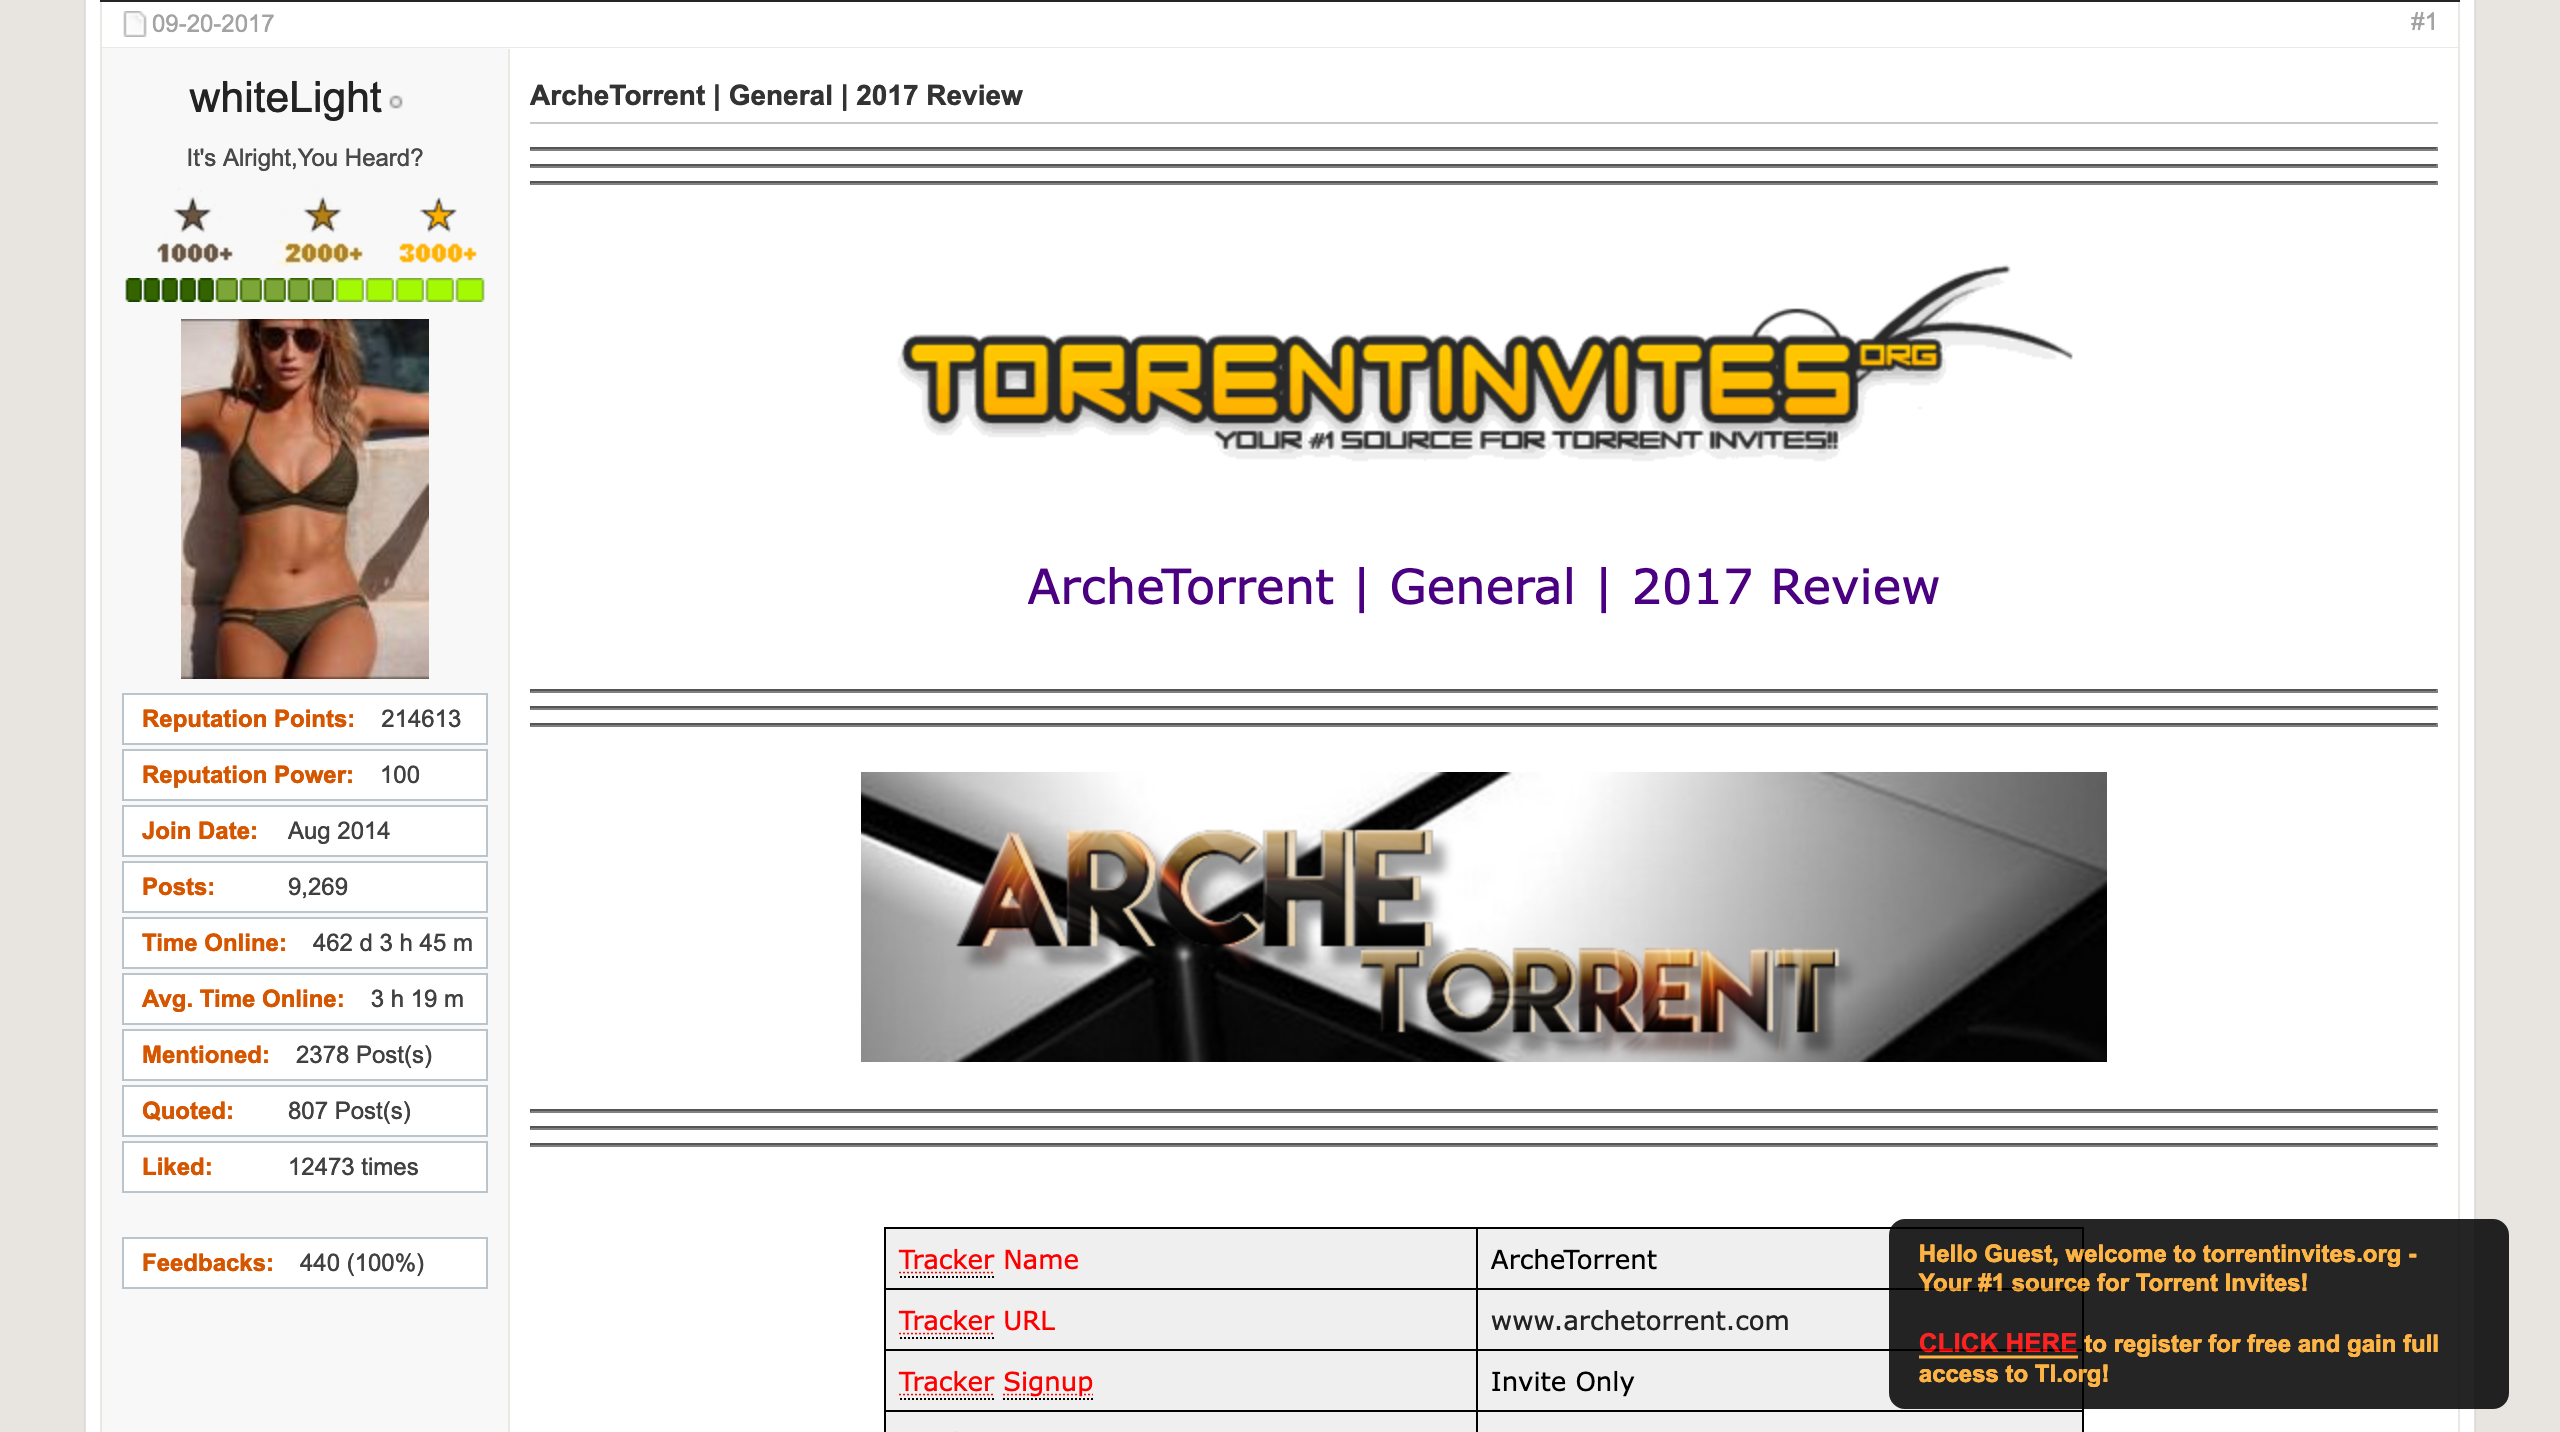 09-20-2017
#1
whiteLight
It's Alright,You Heard?
1000+ 2000+ 3000+
Reputation Points: 214613
Reputation Power: 100
Join Date: Aug 2014
Posts: 9,269
Time Online: 462 d 3 h 45 m
Avg. Time Online: 3 h 19 m
Mentioned: 2378 Post(s)
Quoted: 807 Post(s)
Liked: 12473 times
Feedbacks: 440 (100%)
ArcheTorrent | General | 2017 Review
TORRENTINVITES ORG
YOUR #1 SOURCE FOR TORRENT INVITES!!
ArcheTorrent | General | 2017 Review
ARCHE
TORRENT
Tracker Name ArcheTorrent
Tracker URL www.archetorrent.com
Tracker Signup Invite Only
Hello Guest, welcome to torrentinvites.org -
Your #1 source for Torrent Invites!
CLICK HERE to register for free and gain full
access to TI.org!